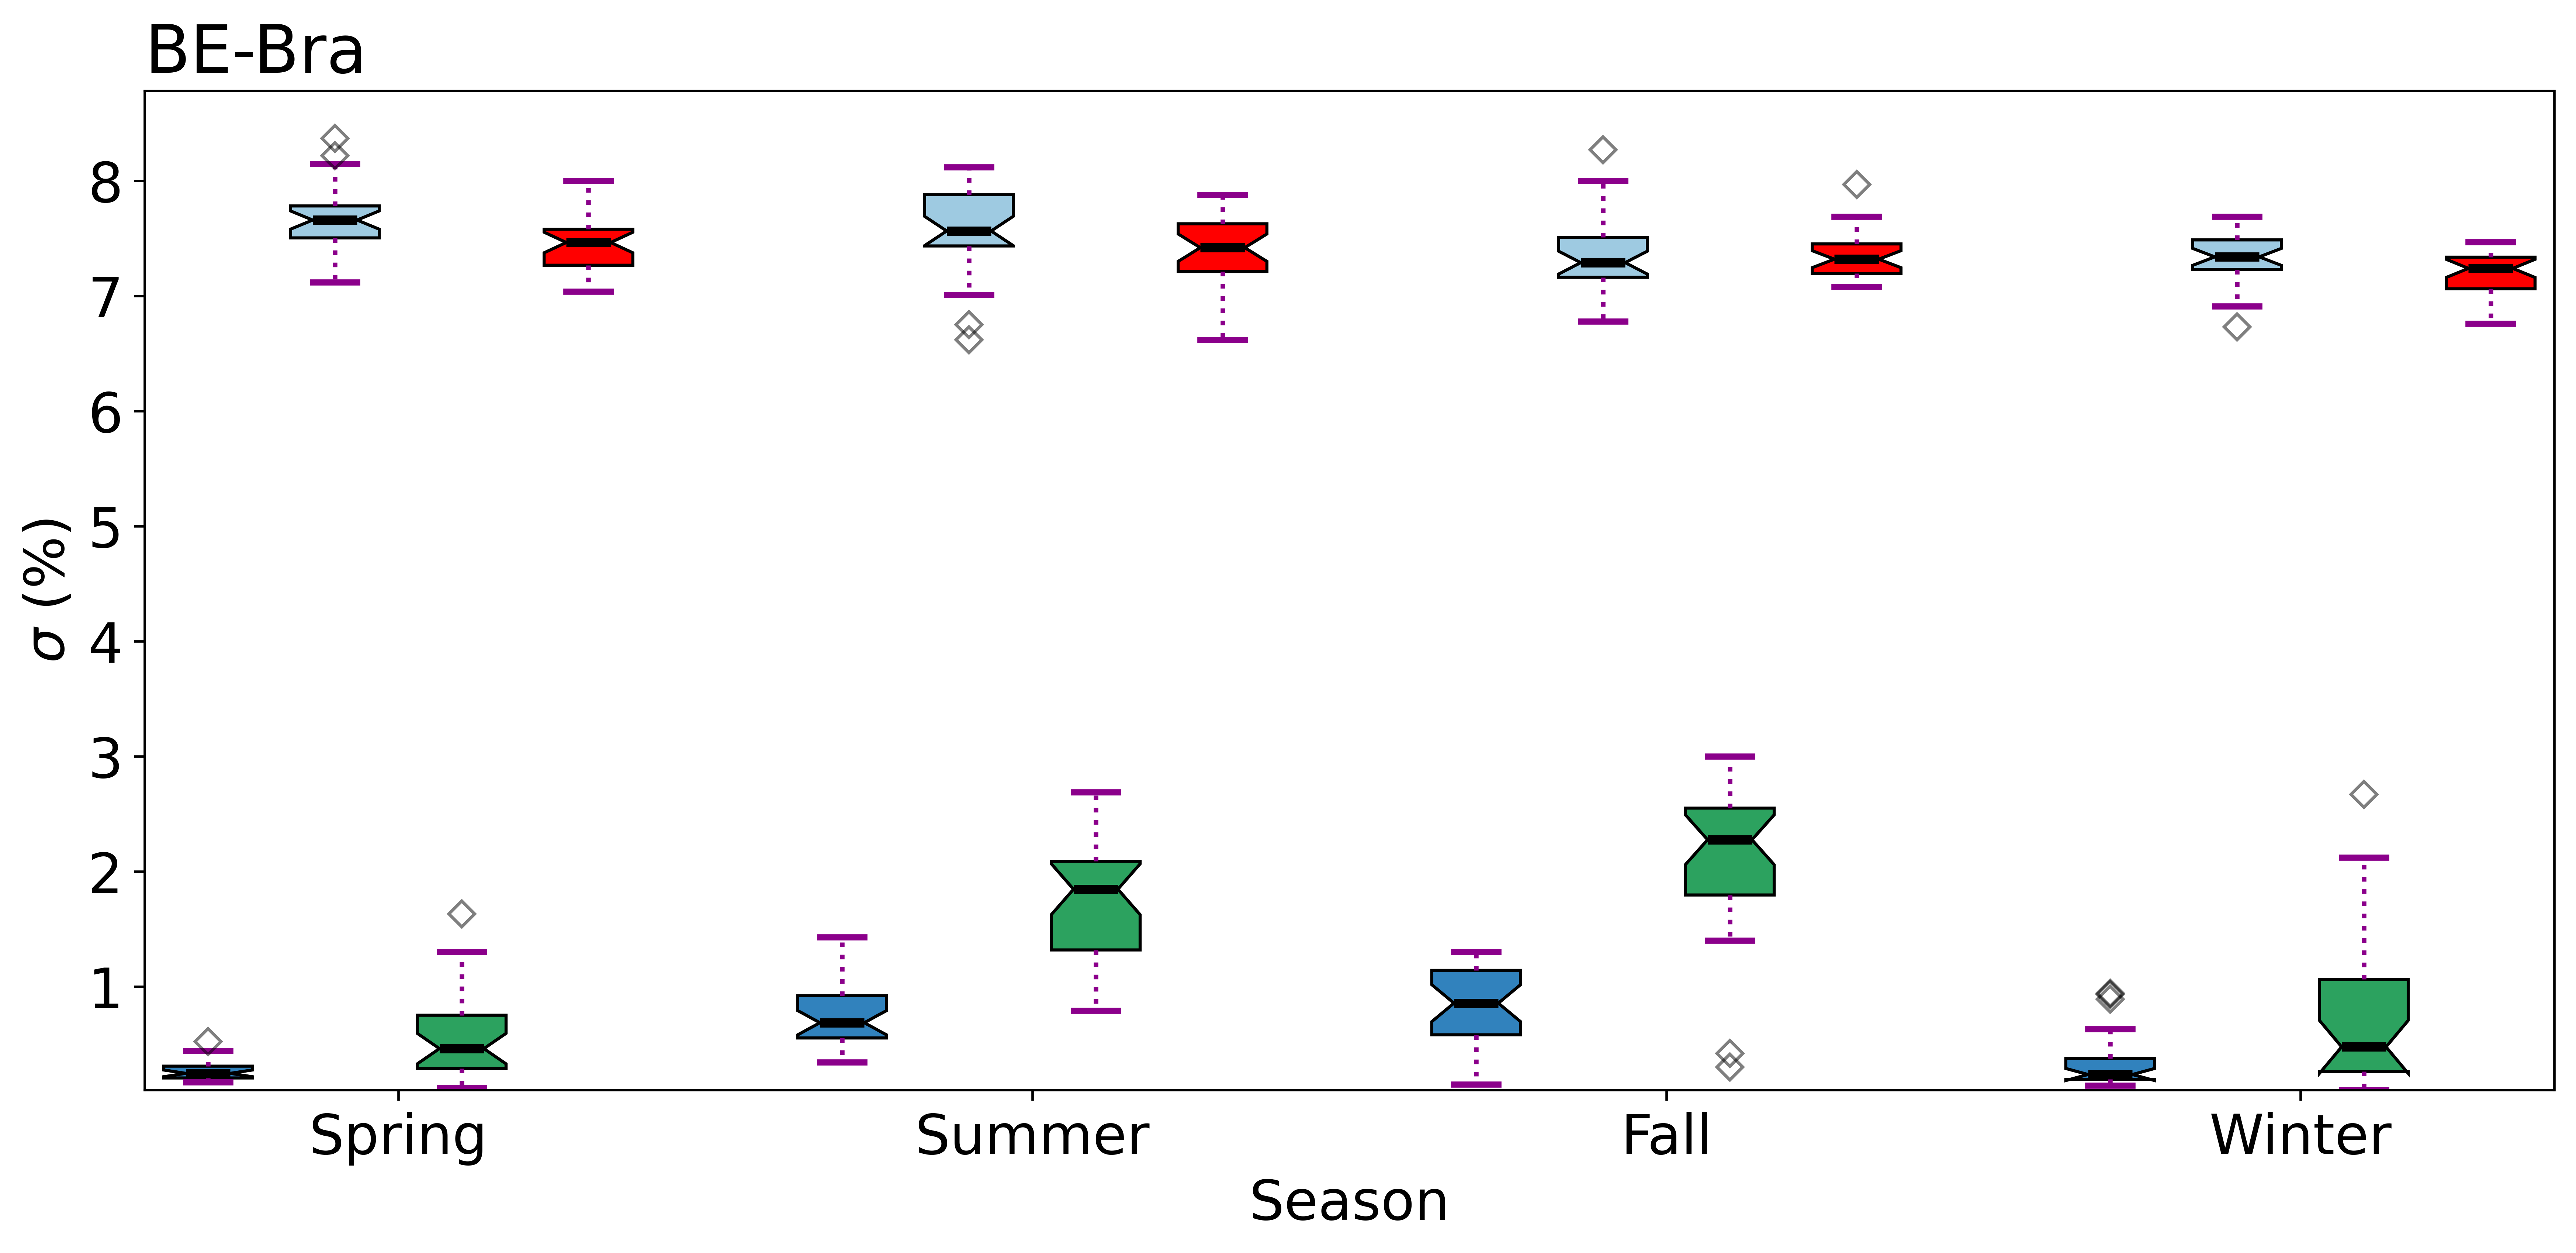 BE-Bra
σ (%)
8
7
6
5
4
3
2
1
Spring Summer Fall Winter
Season